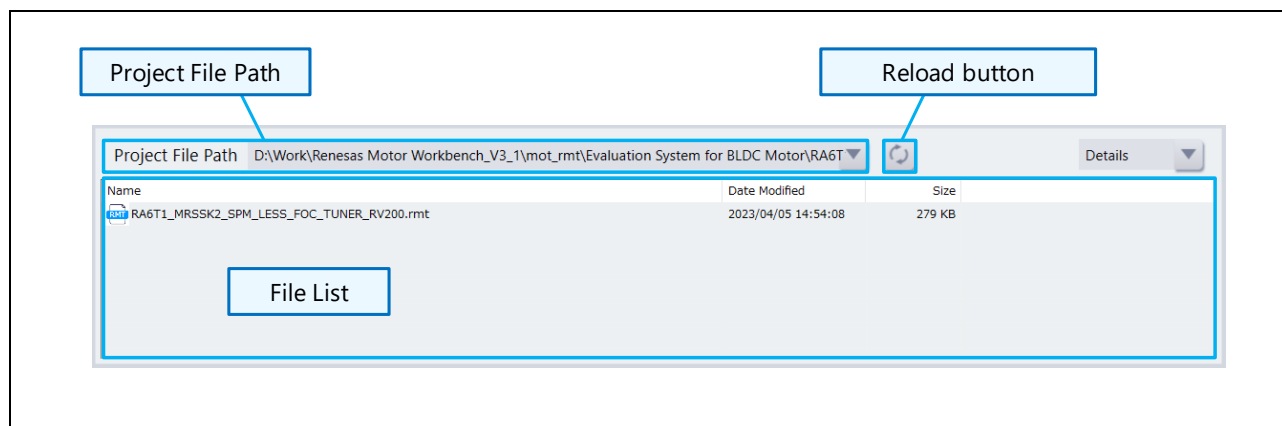 Project File Path
Reload button
Project File Path D:\Work\Renesas Motor Workbench_V3_1\mot_rmt\Evaluation System for BLDC Motor\RA6T
Details
Name Date Modified Size
RMT RA6T1_MRSSK2_SPM_LESS_FOC_TUNER_RV200.rmt 2023/04/05 14:54:08 279 KB
File List